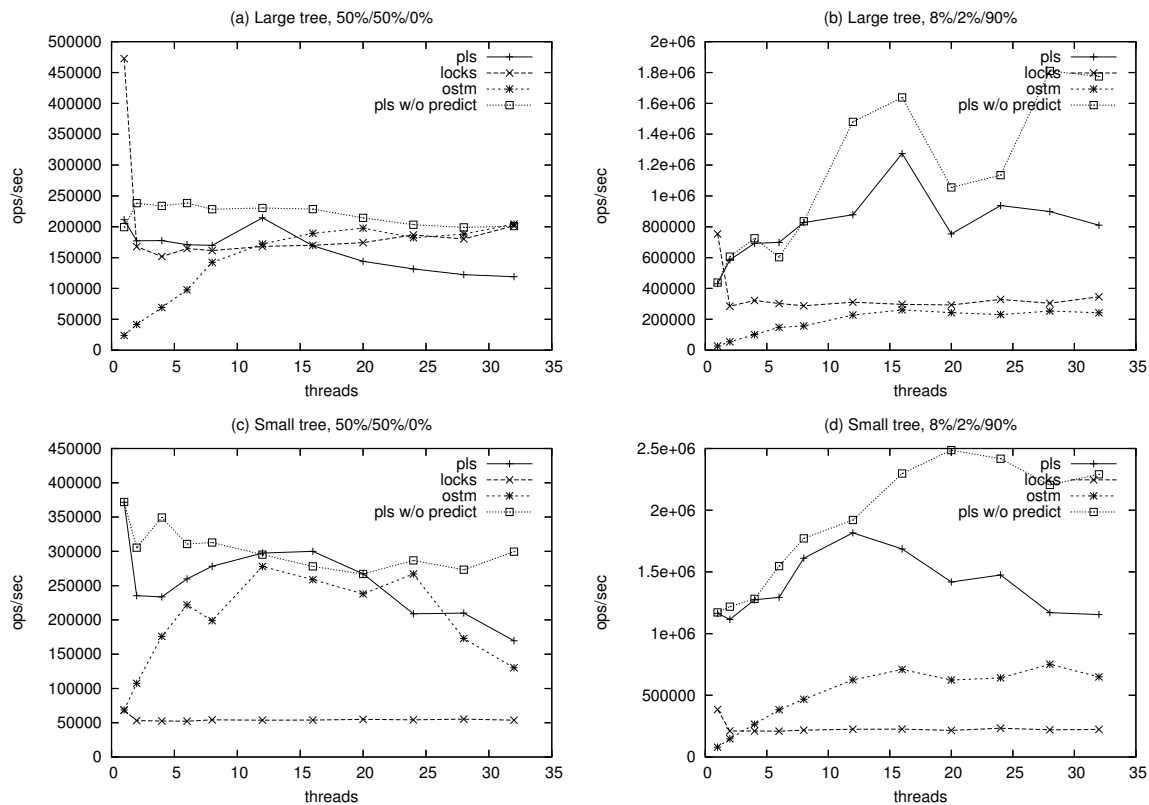 (a) Large tree, 50%/50%/0%
500000
450000
400000
350000
300000
250000
200000
150000
100000
50000
0
ops/sec
pls
locks
ostm
pls w/o predict
0 5 10 15 20 25 30 35
threads
(b) Large tree, 8%/2%/90%
2e+06
1.8e+06
1.6e+06
1.4e+06
1.2e+06
1e+06
800000
600000
400000
200000
0
ops/sec
pls
locks
ostm
pls w/o predict
0 5 10 15 20 25 30 35
threads
(c) Small tree, 50%/50%/0%
450000
400000
350000
300000
250000
200000
150000
100000
50000
0
ops/sec
pls
locks
ostm
pls w/o predict
0 5 10 15 20 25 30 35
threads
(d) Small tree, 8%/2%/90%
2.5e+06
2e+06
1.5e+06
1e+06
500000
0
ops/sec
pls
locks
ostm
pls w/o predict
0 5 10 15 20 25 30 35
threads